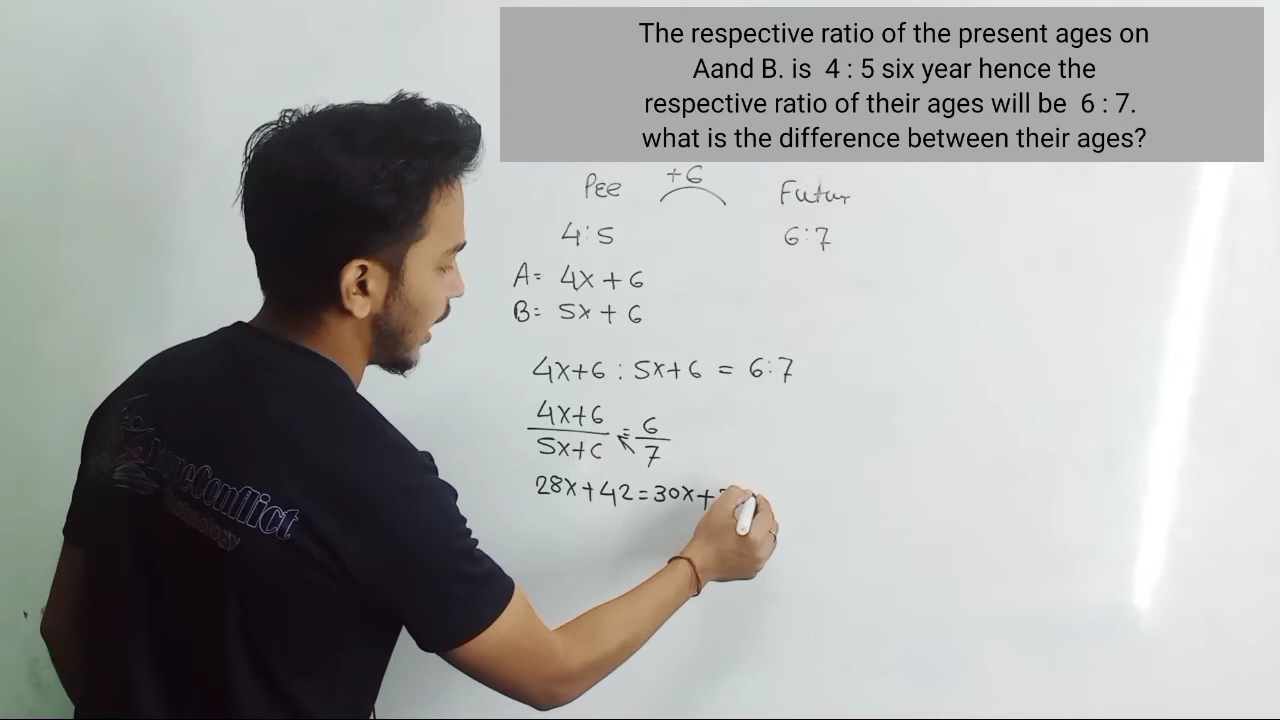 The respective ratio of the present ages on
Aand B. is 4 : 5 six year hence the
respective ratio of their ages will be 6 : 7.
what is the difference between their ages?
Pee +6 Futur
4:5 6:7
A= 4x+6
B= 5x+6
4x+6 : 5x+6 = 6:7
4x+6 = 6
5x+6 7
28x+42=30x+
DopeConflict
Technology